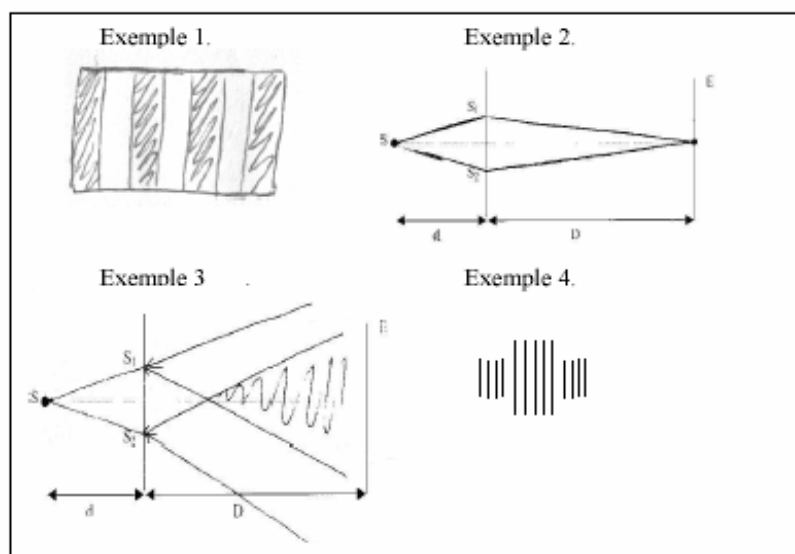 Exemple 1.
Exemple 2.
S₁
E
S
S₂
d
D
Exemple 3
Exemple 4.
S₁
E
S
S₂
d
D